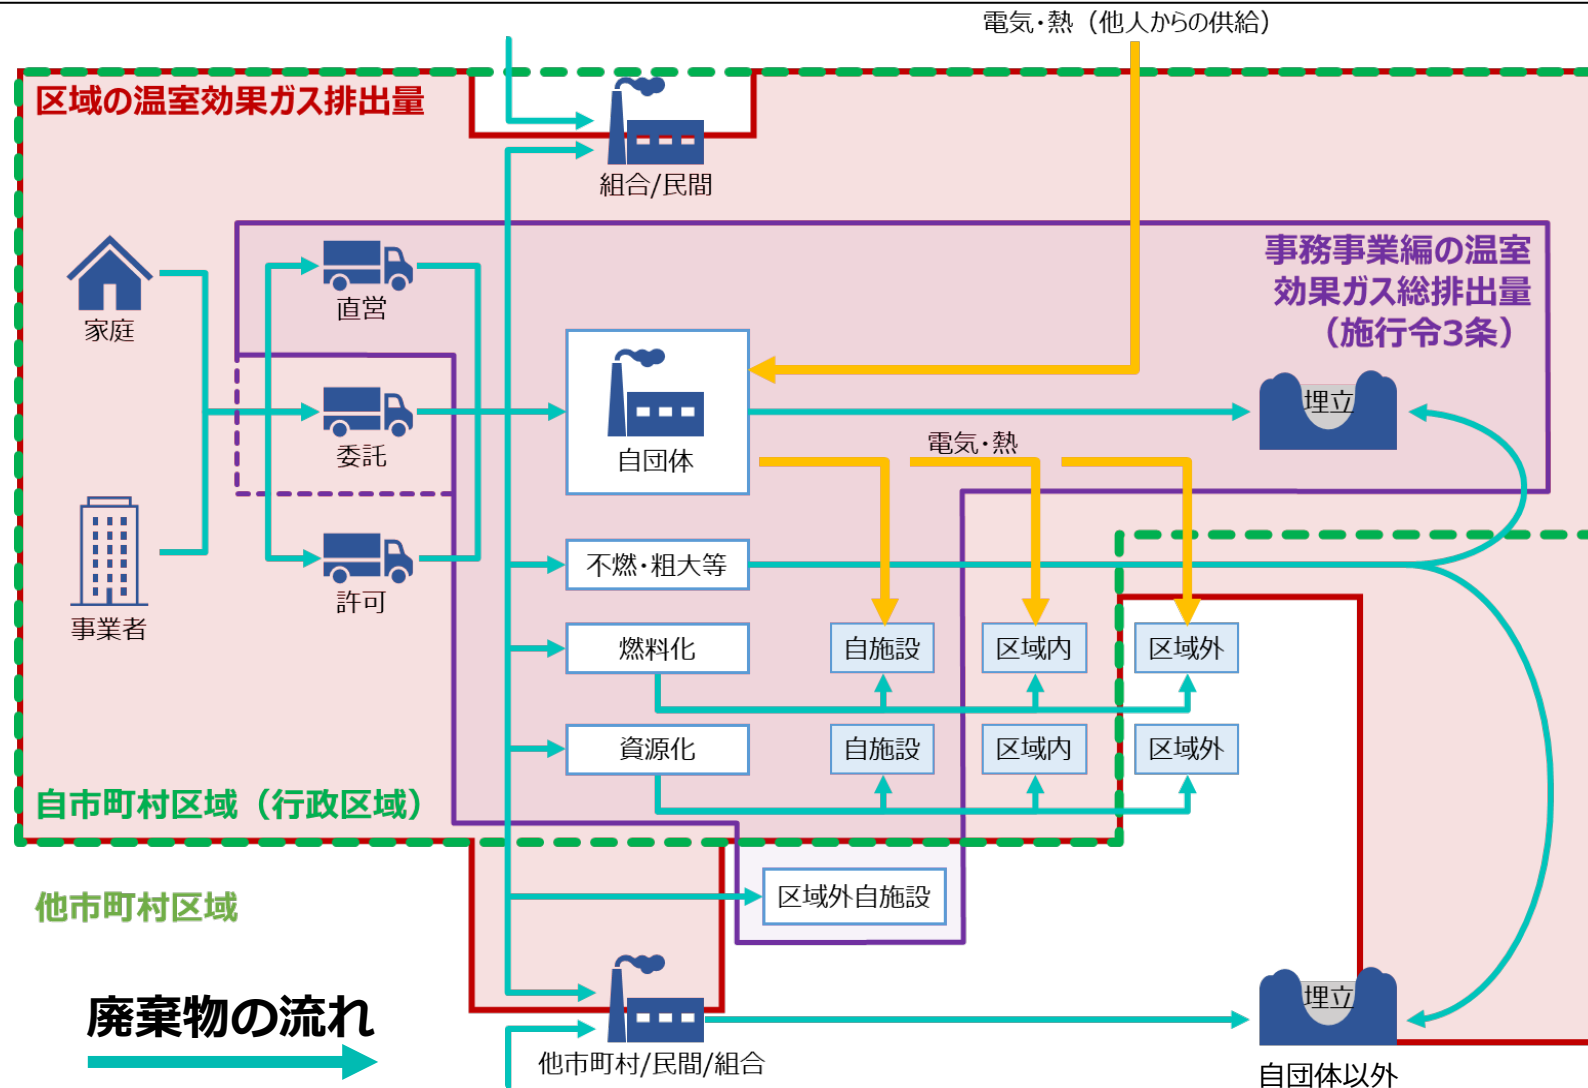 電気・熱（他人からの供給）
区域の温室効果ガス排出量
組合/民間
事務事業編の温室
効果ガス総排出量
（施行令3条）
家庭
直営
埋立
委託
自団体
電気・熱
不燃・粗大等
許可
事業者
燃料化
自施設
区域内
区域外
資源化
自施設
区域内
区域外
自市町村区域（行政区域）
他市町村区域
区域外自施設
廃棄物の流れ
埋立
他市町村/民間/組合
自団体以外